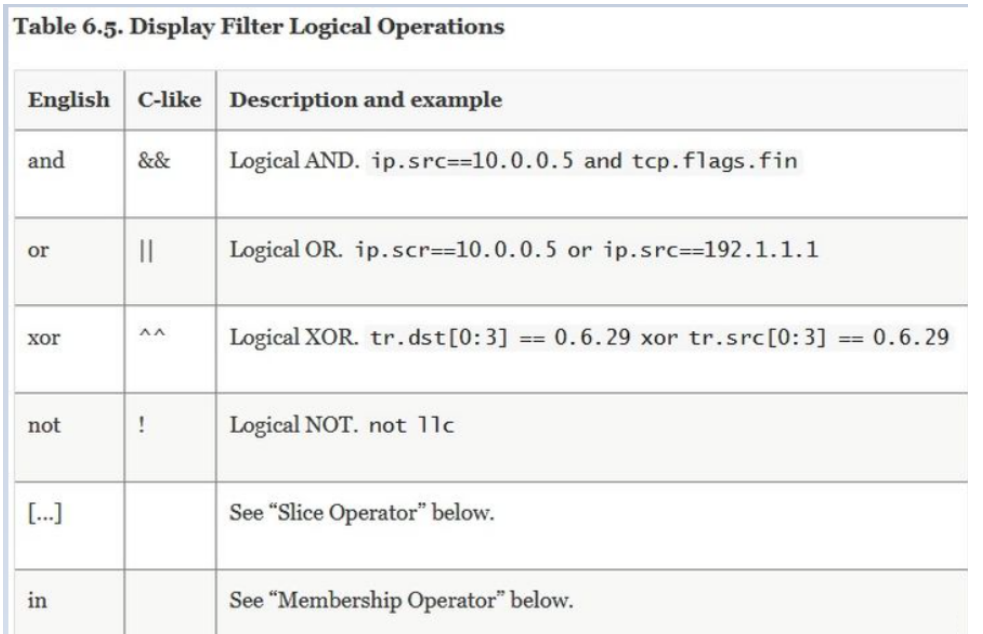 Table 6.5. Display Filter Logical Operations
English C-like Description and example
and && Logical AND. ip.src==10.0.0.5 and tcp.flags.fin
or || Logical OR. ip.scr==10.0.0.5 or ip.src==192.1.1.1
xor ^^ Logical XOR. tr.dst[0:3] == 0.6.29 xor tr.src[0:3] == 0.6.29
not ! Logical NOT. not llc
[…] See “Slice Operator” below.
in See “Membership Operator” below.